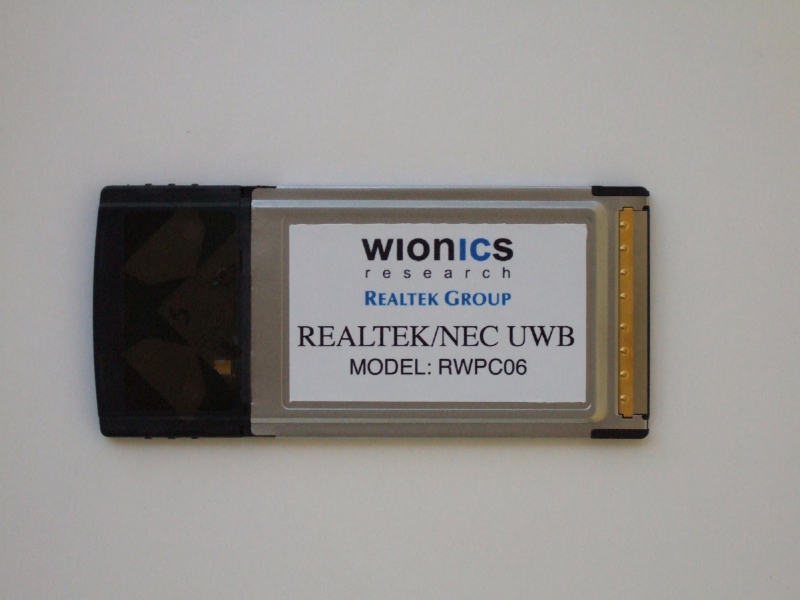 wionics
research
REALTEK GROUP
REALTEK/NEC UWB
MODEL: RWPC06